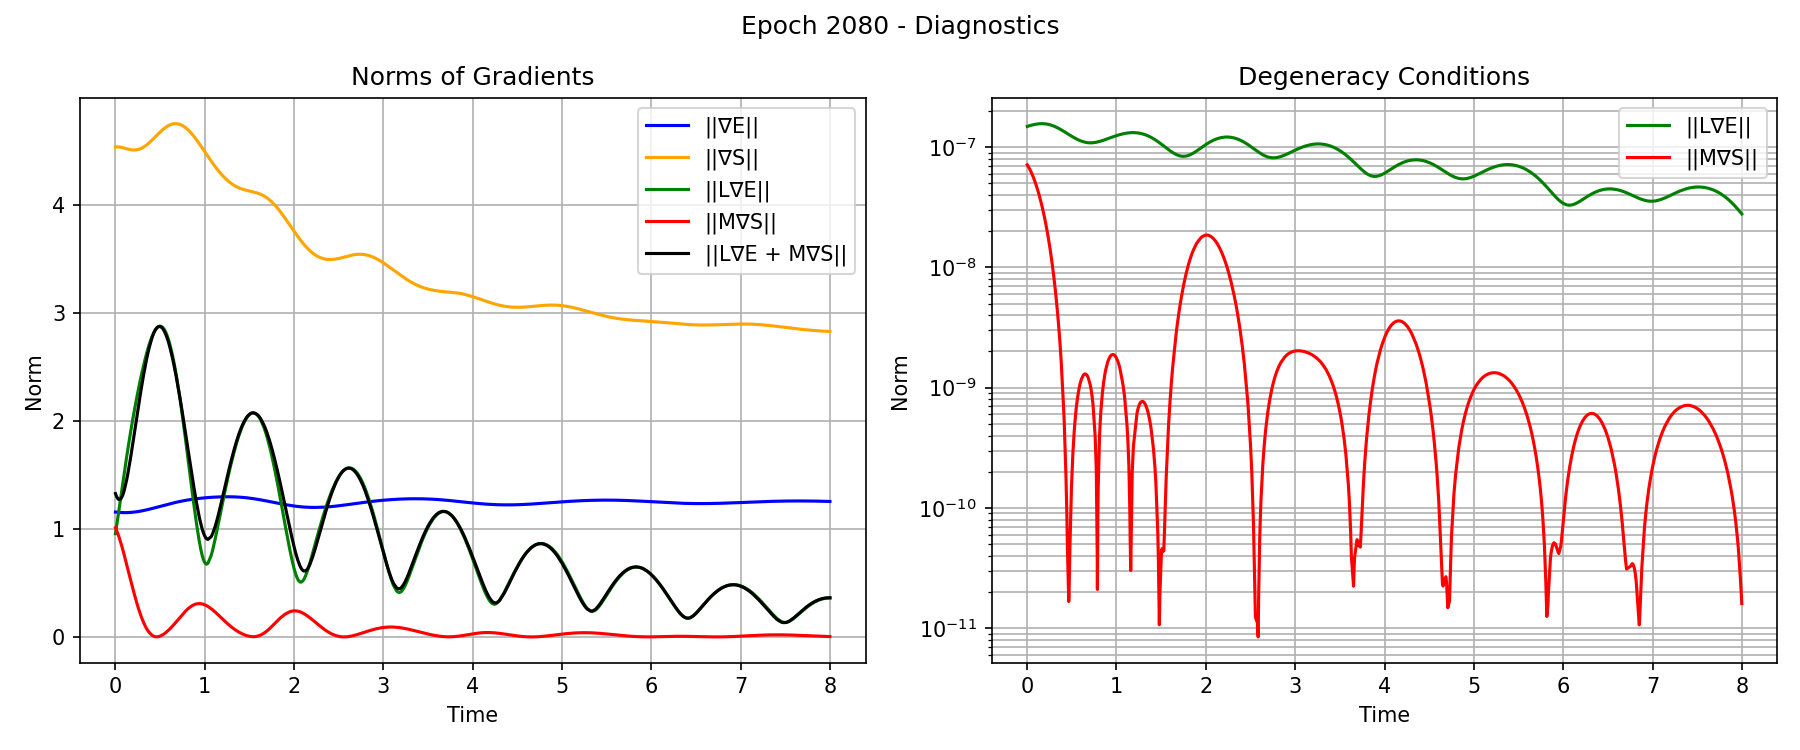 Epoch 2080 - Diagnostics
Norms of Gradients
Norm
4
3
2
1
0
||∇E||
||∇S||
||L∇E||
||M∇S||
||L∇E + M∇S||
0 1 2 3 4 5 6 7 8
Time
Degeneracy Conditions
Norm
10⁻⁷
10⁻⁸
10⁻⁹
10⁻¹⁰
10⁻¹¹
||L∇E||
||M∇S||
0 1 2 3 4 5 6 7 8
Time